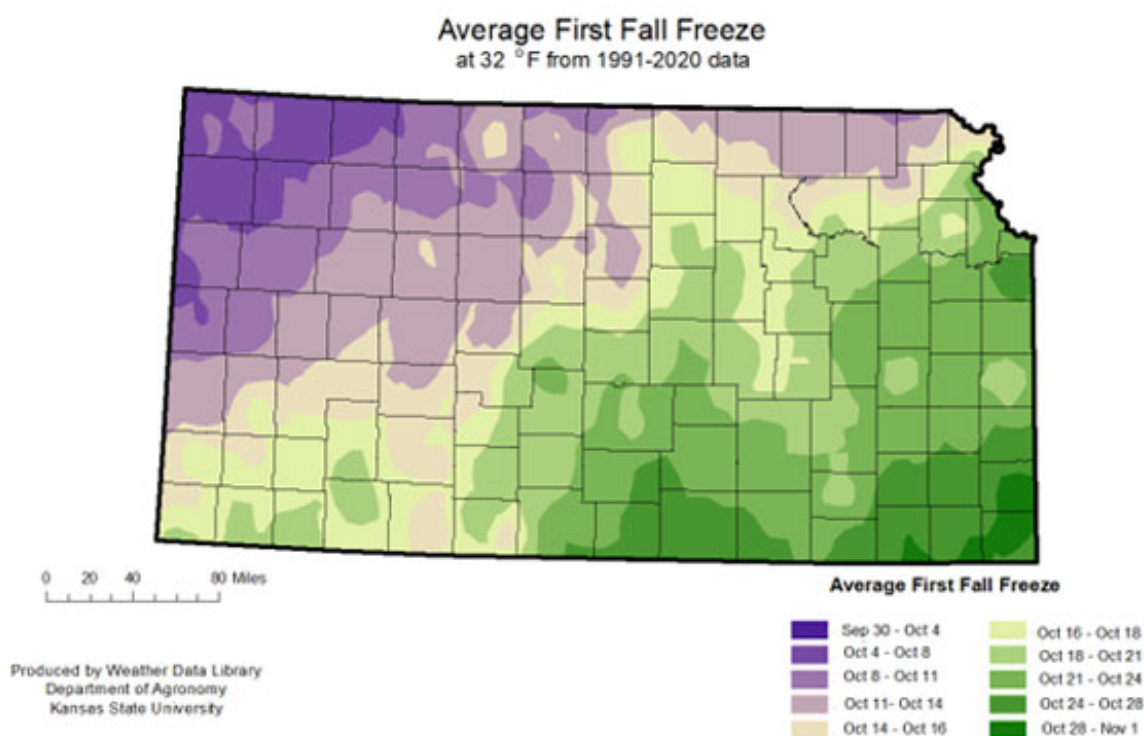 Average First Fall Freeze
at 32 °F from 1991-2020 data
0 20 40 80 Miles
Produced by Weather Data Library
Department of Agronomy
Kansas State University
Average First Fall Freeze
Sep 30 - Oct 4
Oct 4 - Oct 8
Oct 8 - Oct 11
Oct 11- Oct 14
Oct 14 - Oct 16
Oct 16 - Oct 18
Oct 18 - Oct 21
Oct 21 - Oct 24
Oct 24 - Oct 28
Oct 28 - Nov 1